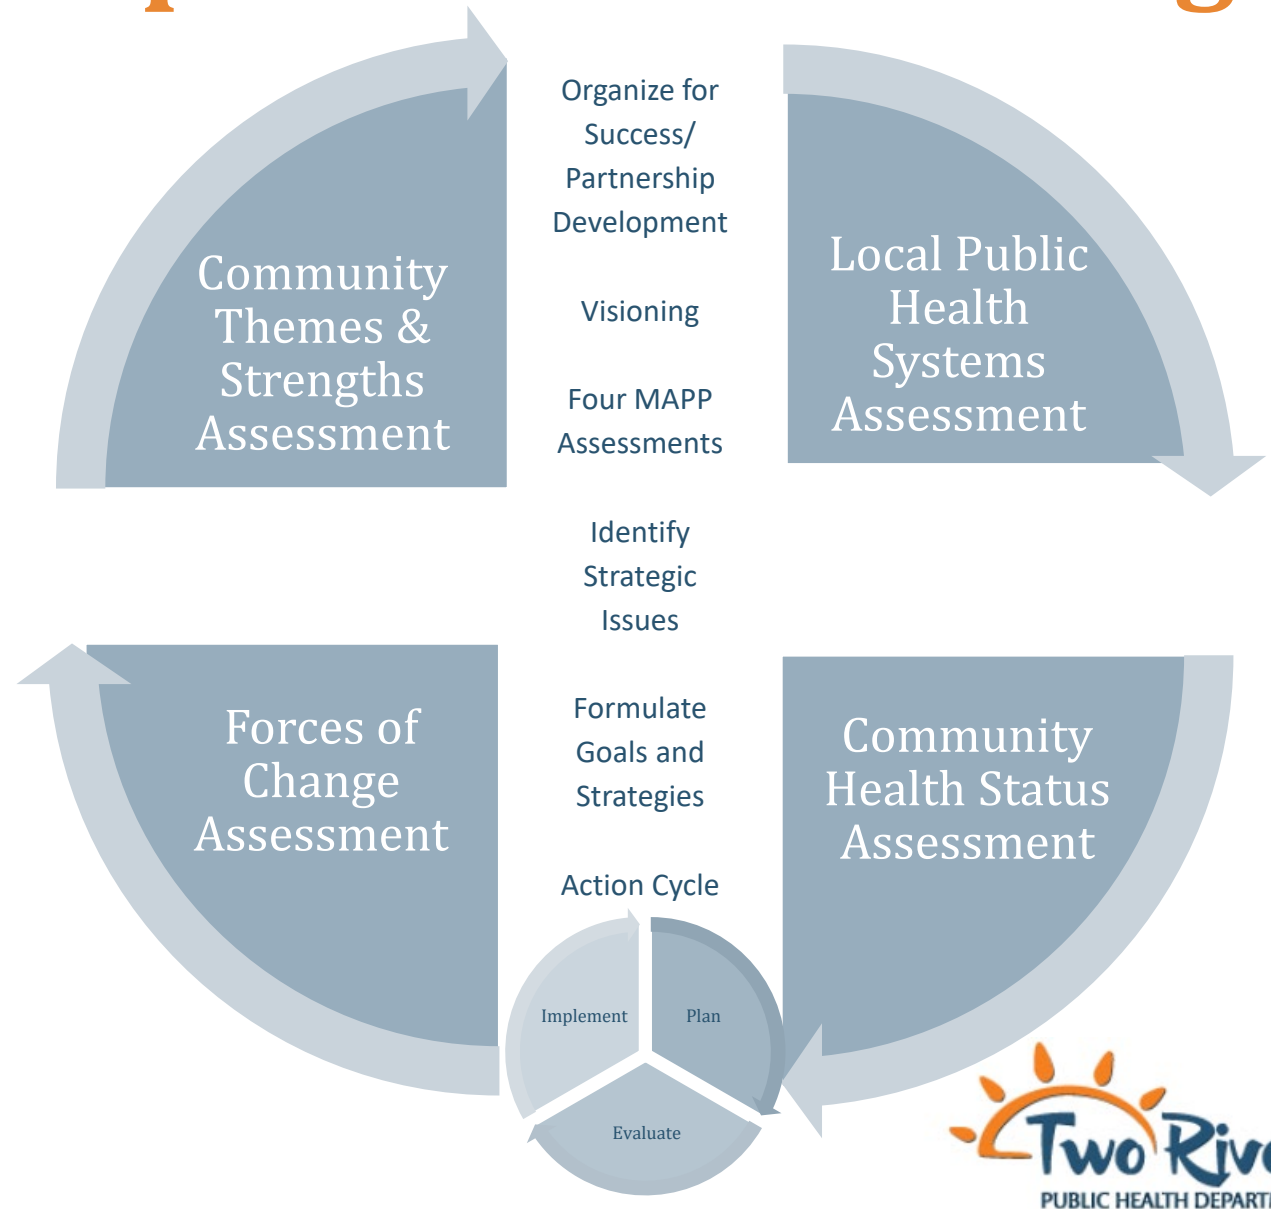 Organize for
Success/
Partnership
Development
Visioning
Four MAPP
Assessments
Identify
Strategic
Issues
Formulate
Goals and
Strategies
Action Cycle
Community
Themes &
Strengths
Assessment
Local Public
Health
Systems
Assessment
Forces of
Change
Assessment
Community
Health Status
Assessment
Implement
Plan
Evaluate
Two
PUBLIC HEALTH